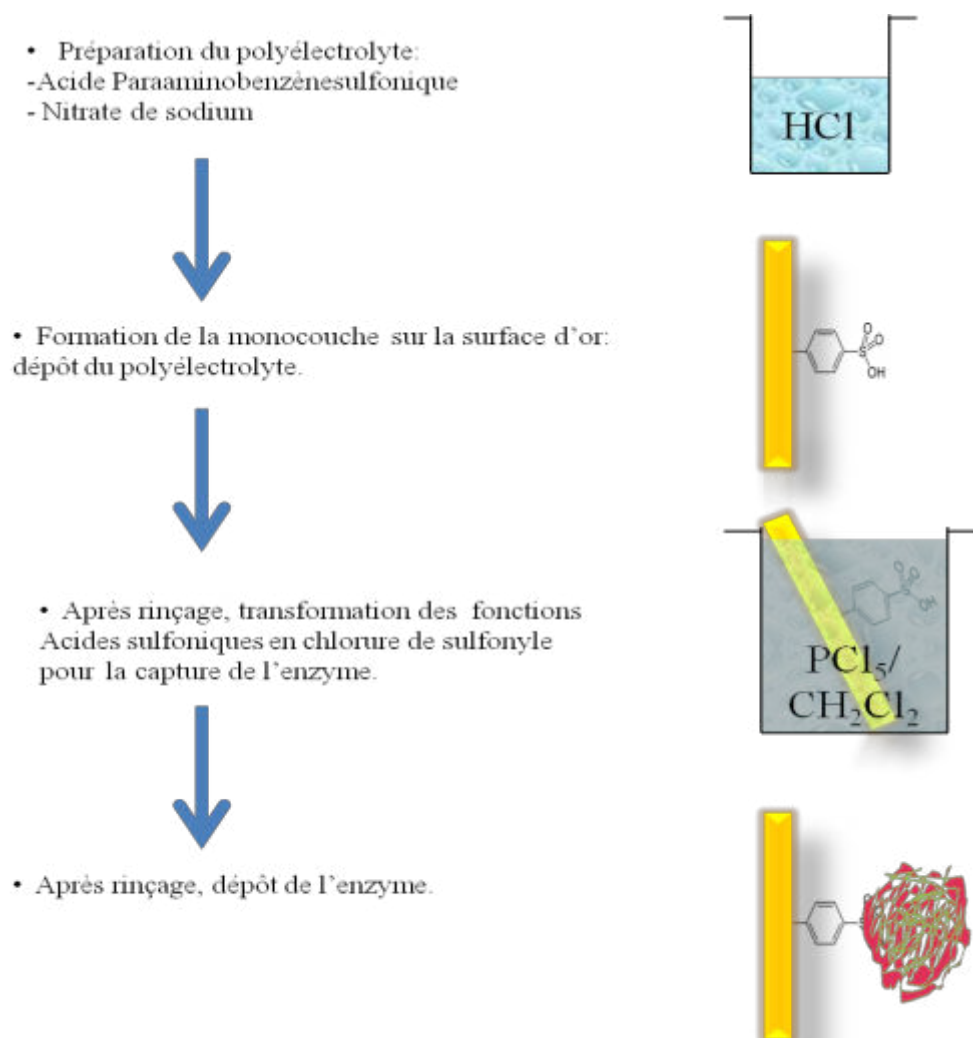 • Préparation du polyélectrolyte:
-Acide Paraaminobenzènesulfonique
- Nitrate de sodium
HCl
• Formation de la monocouche sur la surface d'or:
dépôt du polyélectrolyte.
O
O
S
OH
• Après rinçage, transformation des fonctions
Acides sulfoniques en chlorure de sulfonyle
pour la capture de l'enzyme.
O
O
S
PCl₅/
CH₂Cl₂
• Après rinçage, dépôt de l'enzyme.